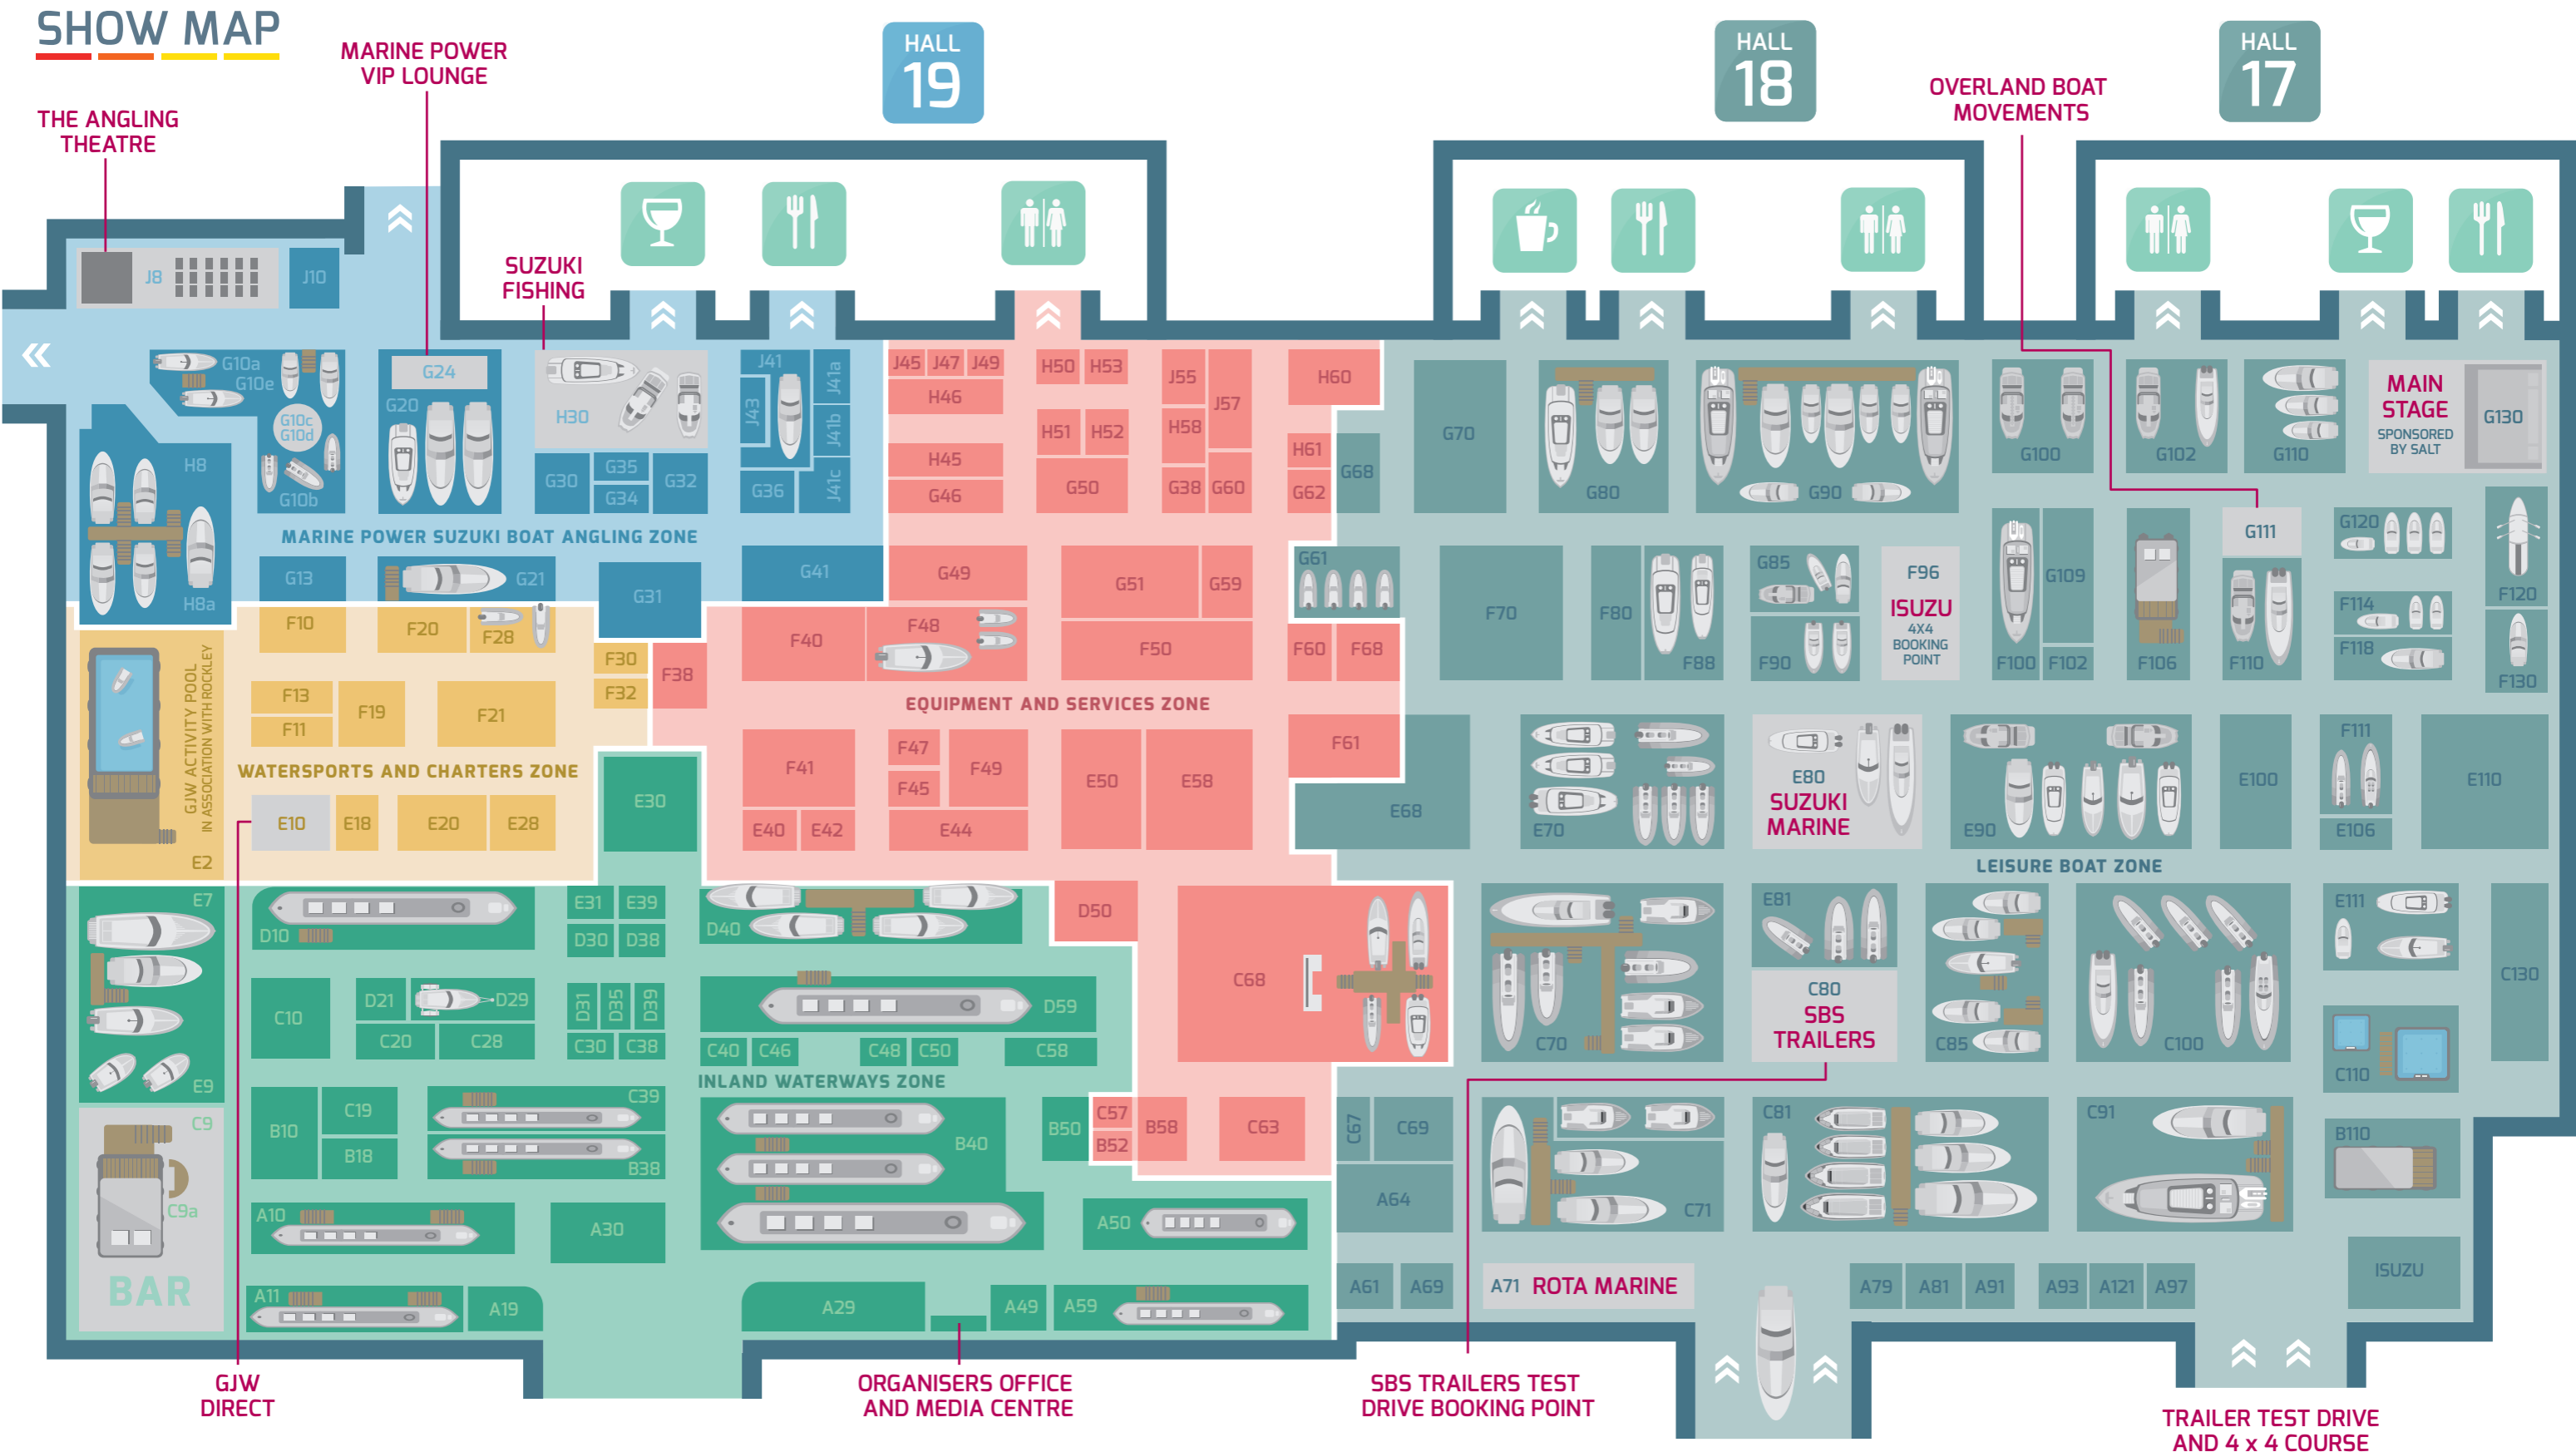 SHOW MAP
HALL
19
HALL
18
HALL
17
MARINE POWER
VIP LOUNGE
OVERLAND BOAT
MOVEMENTS
THE ANGLING
THEATRE
SUZUKI
FISHING
J8
J10
G10a
G10e
G10c
G10d
G10b
G24
G20
H30
G30
G35
G34
G32
J41
J43
J41a
J41b
J41c
G36
J45
J47
J49
H46
H45
G46
H50
H53
H51
H52
G50
J55
J57
H58
G38
G60
H60
H61
G62
G68
G70
G80
G90
G100
G102
G110
MAIN
STAGE
SPONSORED
BY SALT
G130
H8
H8a
MARINE POWER SUZUKI BOAT ANGLING ZONE
G13
G21
G31
G41
G49
G51
G59
G61
F70
F80
F88
G85
F90
F96
ISUZU
4X4
BOOKING
POINT
F100
G109
F102
F106
G111
F110
G120
F114
F118
F120
F130
F10
F20
F28
F30
F32
F38
F40
F48
F50
F60
F68
GJW ACTIVITY POOL
IN ASSOCIATION WITH ROCKLEY
E2
F13
F11
F19
F21
WATERSPORTS AND CHARTERS ZONE
EQUIPMENT AND SERVICES ZONE
E10
E18
E20
E28
E30
F41
F47
F45
F49
E40
E42
E44
E50
E58
F61
E68
E70
E80
SUZUKI
MARINE
E90
E100
F111
E106
E110
LEISURE BOAT ZONE
E7
E9
D10
E31
E39
D30
D38
D40
D50
C68
C70
E81
C80
SBS
TRAILERS
C85
C100
E111
C110
C130
C10
D21
D29
C20
C28
D31
D35
D39
C30
C38
D59
C40
C46
C48
C50
C58
INLAND WATERWAYS ZONE
C9
C9a
BAR
B10
C19
B18
C39
B38
B40
B50
C57
B52
B58
C63
C67
C69
A64
C71
C81
C91
B110
A10
A30
A50
A11
A19
A29
A49
A59
A61
A69
A71 ROTA MARINE
A79
A81
A91
A93
A121
A97
ISUZU
GJW
DIRECT
ORGANISERS OFFICE
AND MEDIA CENTRE
SBS TRAILERS TEST
DRIVE BOOKING POINT
TRAILER TEST DRIVE
AND 4 x 4 COURSE